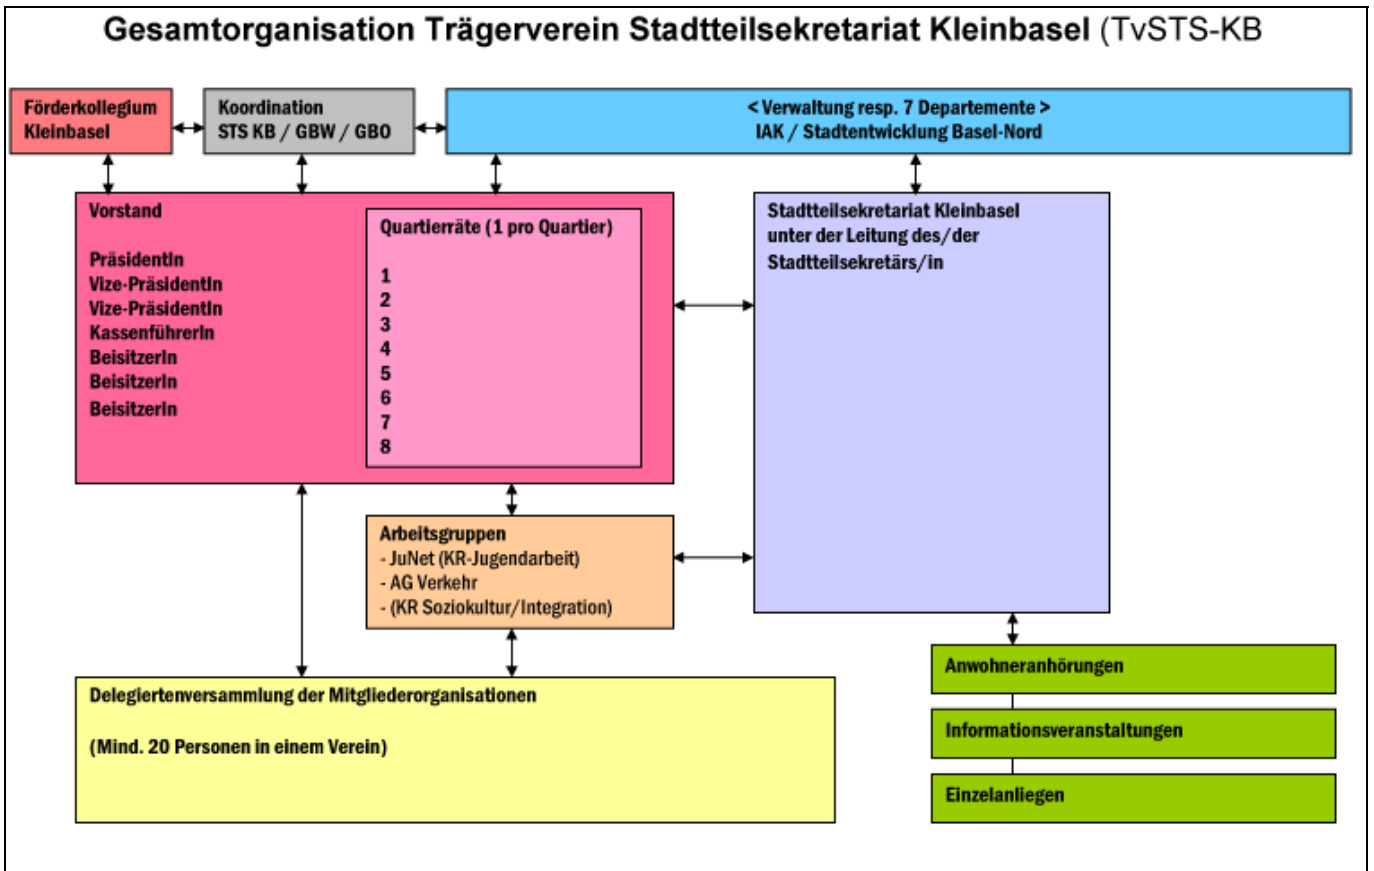 Gesamtorganisation Trägerverein Stadtteilsekretariat Kleinbasel (TvSTS-KB
Förderkollegium
Kleinbasel
Koordination
STS KB / GBW / GBO
< Verwaltung resp. 7 Departemente >
IAK / Stadtentwicklung Basel-Nord
Vorstand
PräsidentIn
Vize-PräsidentIn
Vize-PräsidentIn
KassenführerIn
BeisitzerIn
BeisitzerIn
BeisitzerIn
Quartierräte (1 pro Quartier)
1
2
3
4
5
6
7
8
Stadtteilsekretariat Kleinbasel
unter der Leitung des/der
Stadtteilsekretärs/in
Arbeitsgruppen
- JuNet (KR-Jugendarbeit)
- AG Verkehr
- (KR Soziokultur/Integration)
Delegiertenversammlung der Mitgliederorganisationen
(Mind. 20 Personen in einem Verein)
Anwohneranhörungen
Informationsveranstaltungen
Einzelanliegen